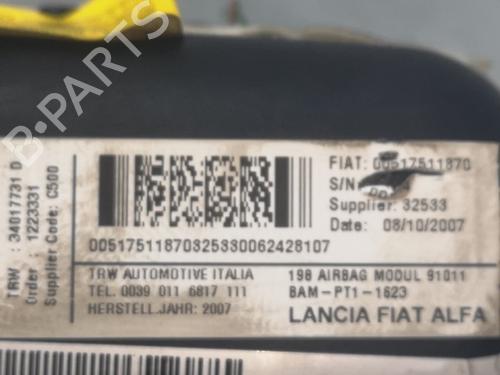 B-PARTS
TRW : 34017731 D
Order : 1223331
Supplier Code: C500
FIAT: 00517511870
S/N
Supplier: 32533
Date: 08/10/2007
00517511870325330062428107
TRW AUTOMOTIVE ITALIA
TEL. 0039 011 6817 111
HERSTELL.JAHR: 2007
198 AIRBAG MODUL 91011
BAM-PT1-1623
LANCIA FIAT ALFA